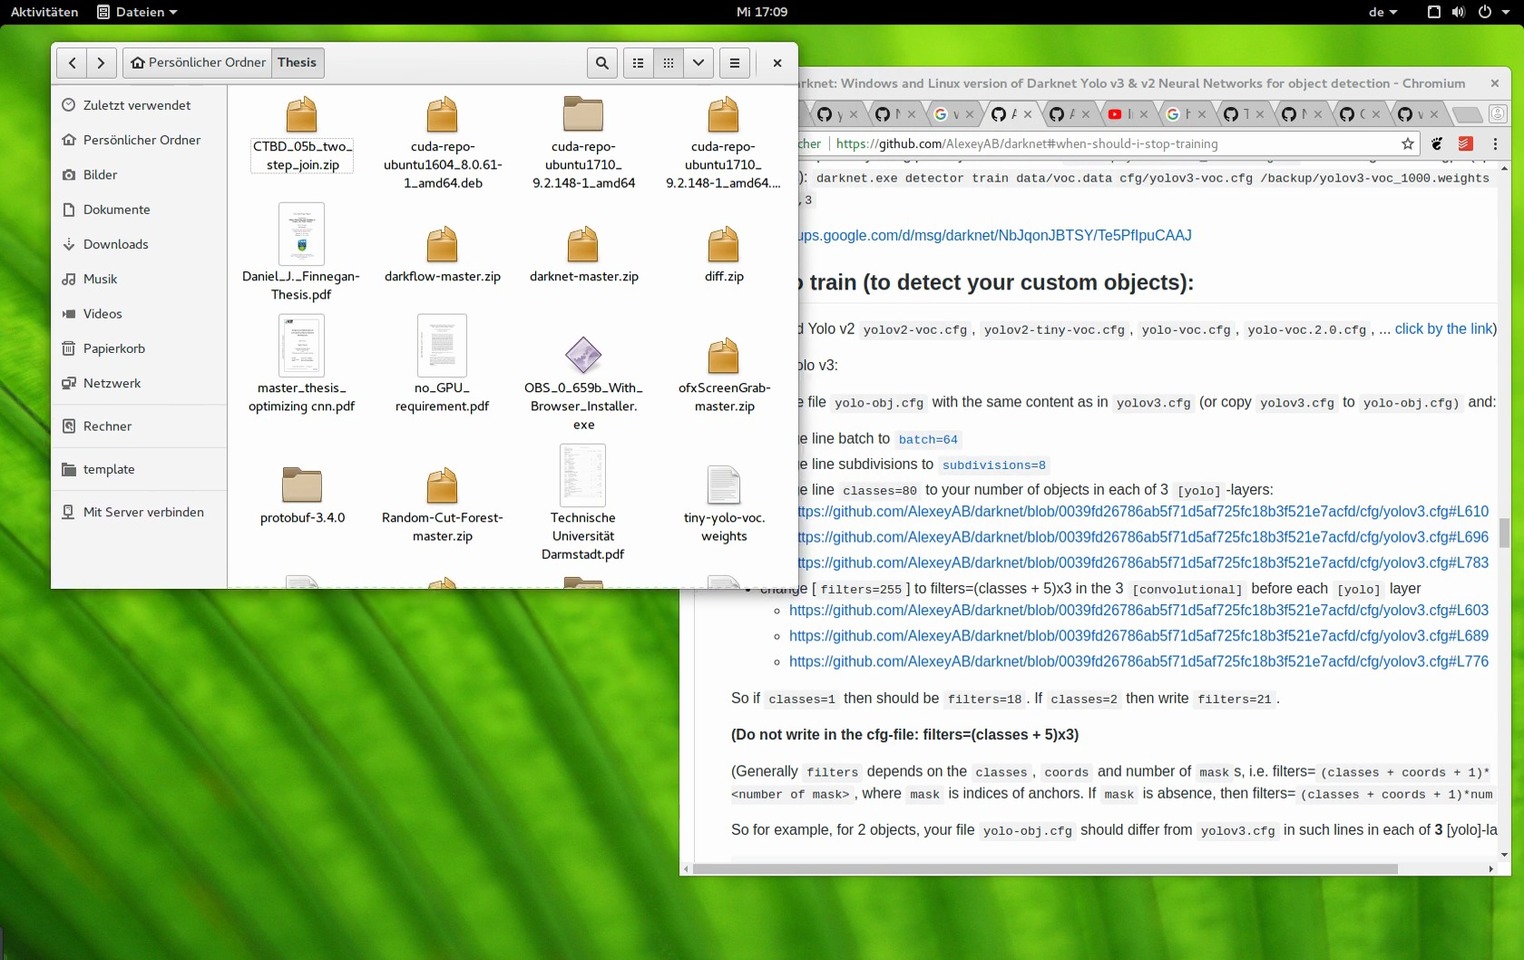 Aktivitäten
Dateien
Mi 17:09
de
Persönlicher Ordner
Thesis
Zuletzt verwendet
Persönlicher Ordner
Bilder
Dokumente
Downloads
Musik
Videos
Papierkorb
Netzwerk
Rechner
template
Mit Server verbinden
CTBD_05b_two_
step_join.zip
cuda-repo-
ubuntu1604_8.0.61-
1_amd64.deb
cuda-repo-
ubuntu1710_
9.2.148-1_amd64
cuda-repo-
ubuntu1710_
9.2.148-1_amd64.…
Daniel_J._Finnegan-
Thesis.pdf
darkflow-master.zip
darknet-master.zip
diff.zip
master_thesis_
optimizing cnn.pdf
no_GPU_
requirement.pdf
OBS_0_659b_With_
Browser_Installer.
exe
ofxScreenGrab-
master.zip
protobuf-3.4.0
Random-Cut-Forest-
master.zip
Technische
Universität
Darmstadt.pdf
tiny-yolo-voc.
weights
rknet: Windows and Linux version of Darknet Yolo v3 & v2 Neural Networks for object detection - Chromium
cher
https://github.com/AlexeyAB/darknet#when-should-i-stop-training
): darknet.exe detector train data/voc.data cfg/yolov3-voc.cfg /backup/yolov3-voc_1000.weights
,3
ups.google.com/d/msg/darknet/NbJqonJBTSY/Te5PfIpuCAAJ
o train (to detect your custom objects):
d Yolo v2 yolov2-voc.cfg, yolov2-tiny-voc.cfg, yolo-voc.cfg, yolo-voc.2.0.cfg, ... click by the link)
olo v3:
e file yolo-obj.cfg with the same content as in yolov3.cfg (or copy yolov3.cfg to yolo-obj.cfg) and:
e line batch to batch=64
e line subdivisions to subdivisions=8
e line classes=80 to your number of objects in each of 3 [yolo]-layers:
ttps://github.com/AlexeyAB/darknet/blob/0039fd26786ab5f71d5af725fc18b3f521e7acfd/cfg/yolov3.cfg#L610
ttps://github.com/AlexeyAB/darknet/blob/0039fd26786ab5f71d5af725fc18b3f521e7acfd/cfg/yolov3.cfg#L696
ttps://github.com/AlexeyAB/darknet/blob/0039fd26786ab5f71d5af725fc18b3f521e7acfd/cfg/yolov3.cfg#L783
change [filters=255] to filters=(classes + 5)x3 in the 3 [convolutional] before each [yolo] layer
https://github.com/AlexeyAB/darknet/blob/0039fd26786ab5f71d5af725fc18b3f521e7acfd/cfg/yolov3.cfg#L603
https://github.com/AlexeyAB/darknet/blob/0039fd26786ab5f71d5af725fc18b3f521e7acfd/cfg/yolov3.cfg#L689
https://github.com/AlexeyAB/darknet/blob/0039fd26786ab5f71d5af725fc18b3f521e7acfd/cfg/yolov3.cfg#L776
So if classes=1 then should be filters=18. If classes=2 then write filters=21.
(Do not write in the cfg-file: filters=(classes + 5)x3)
(Generally filters depends on the classes, coords and number of masks, i.e. filters=(classes + coords + 1)*
<number of mask>, where mask is indices of anchors. If mask is absence, then filters=(classes + coords + 1)*num
So for example, for 2 objects, your file yolo-obj.cfg should differ from yolov3.cfg in such lines in each of 3 [yolo]-la